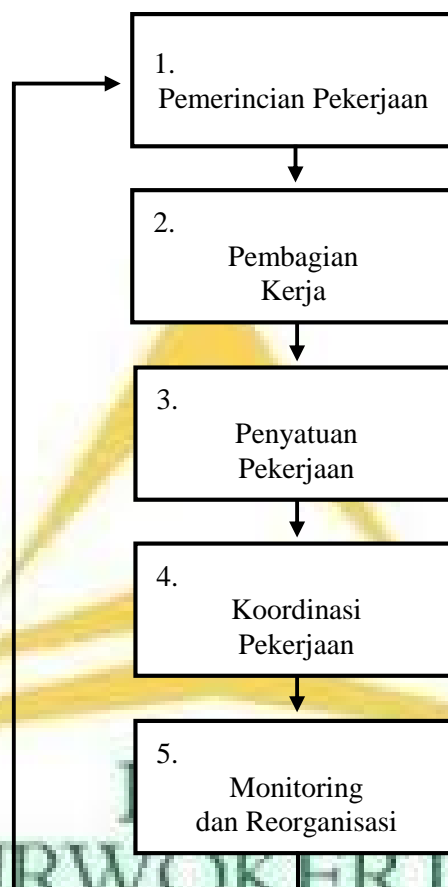 1.
Pemerincian Pekerjaan
2.
Pembagian
Kerja
3.
Penyatuan
Pekerjaan
4.
Koordinasi
Pekerjaan
5.
Monitoring
dan Reorganisasi